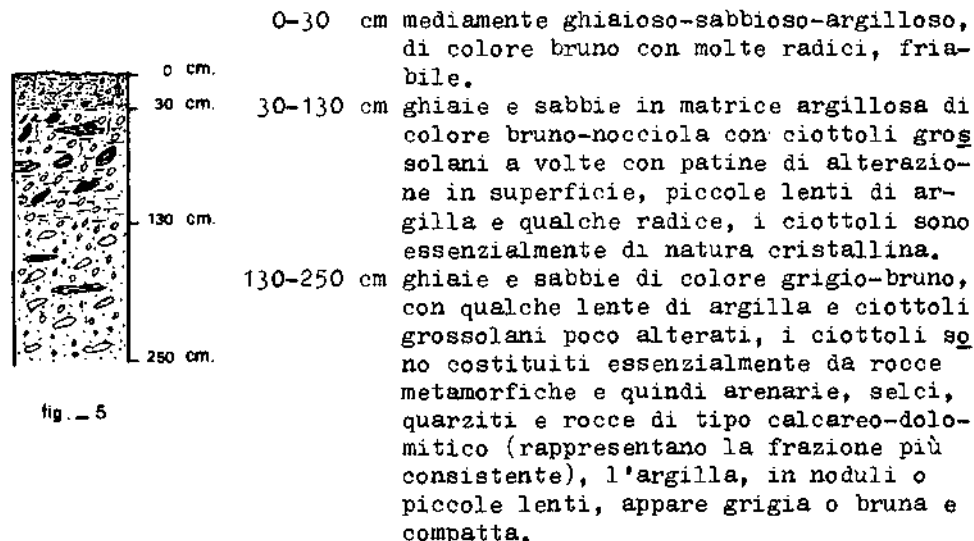 0-30 cm mediamente ghiaioso-sabbioso-argilloso,
di colore bruno con molte radici, fria-
bile.
30-130 cm ghiaie e sabbie in matrice argillosa di
colore bruno-nocciola con ciottoli gros
solani a volte con patine di alterazio-
ne in superficie, piccole lenti di ar-
gilla e qualche radice, i ciottoli sono
essenzialmente di natura cristallina.
130-250 cm ghiaie e sabbie di colore grigio-bruno,
con qualche lente di argilla e ciottoli
grossolani poco alterati, i ciottoli so
no costituiti essenzialmente da rocce
metamorfiche e quindi arenarie, selci,
quarziti e rocce di tipo calcareo-dolo-
mitico (rappresentano la frazione più
consistente), l'argilla, in noduli o
piccole lenti, appare grigia o bruna e
compatta.
0 cm.
30 cm.
130 cm.
250 cm.
fig. _ 5